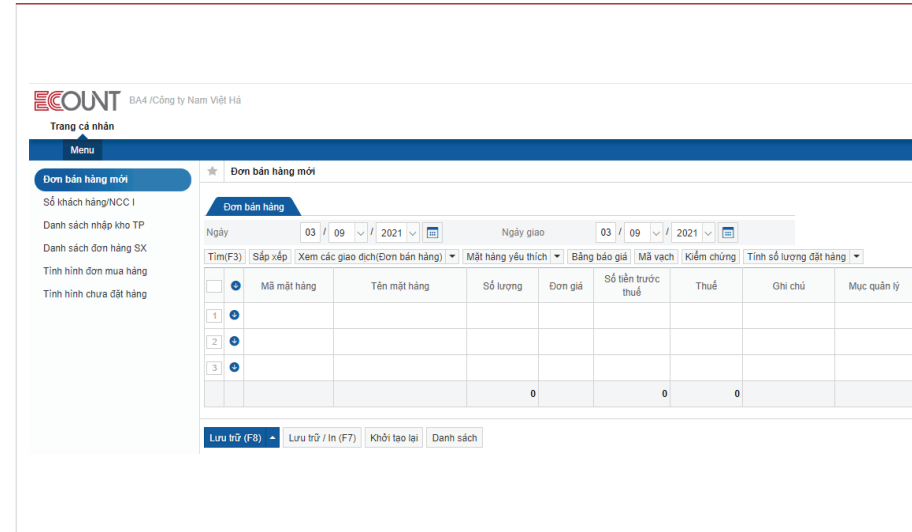 ECOUNT BA4 /Công ty Nam Việt Há
Trang cá nhân
Menu
Đơn bán hàng mới
Sổ khách hàng/NCC I
Danh sách nhập kho TP
Danh sách đơn hàng SX
Tình hình đơn mua hàng
Tình hình chưa đặt hàng
Đơn bán hàng mới
Đơn bán hàng
Ngày 03 / 09 / 2021 Ngày giao 03 / 09 / 2021
Tìm(F3) Sắp xếp Xem các giao dịch(Đơn bán hàng) Mặt hàng yêu thích Bảng báo giá Mã vạch Kiểm chứng Tính số lượng đặt hàng
Mã mặt hàng Tên mặt hàng Số lượng Đơn giá Số tiền trước thuế Thuế Ghi chú Mục quản lý
1
2
3
0 0 0
Lưu trữ (F8) Lưu trữ / In (F7) Khởi tạo lại Danh sách